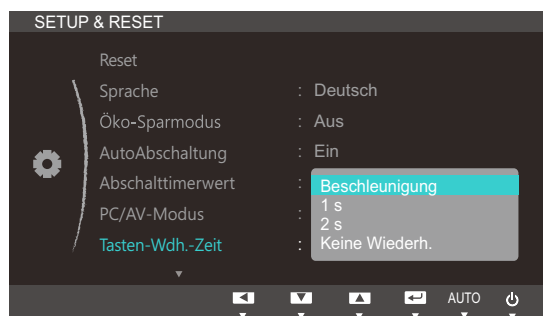 SETUP & RESET
Reset
Sprache : Deutsch
Öko-Sparmodus : Aus
AutoAbschaltung : Ein
Abschalttimerwert :
PC/AV-Modus :
Tasten-Wdh.-Zeit :
Beschleunigung
1 s
2 s
Keine Wiederh.
AUTO